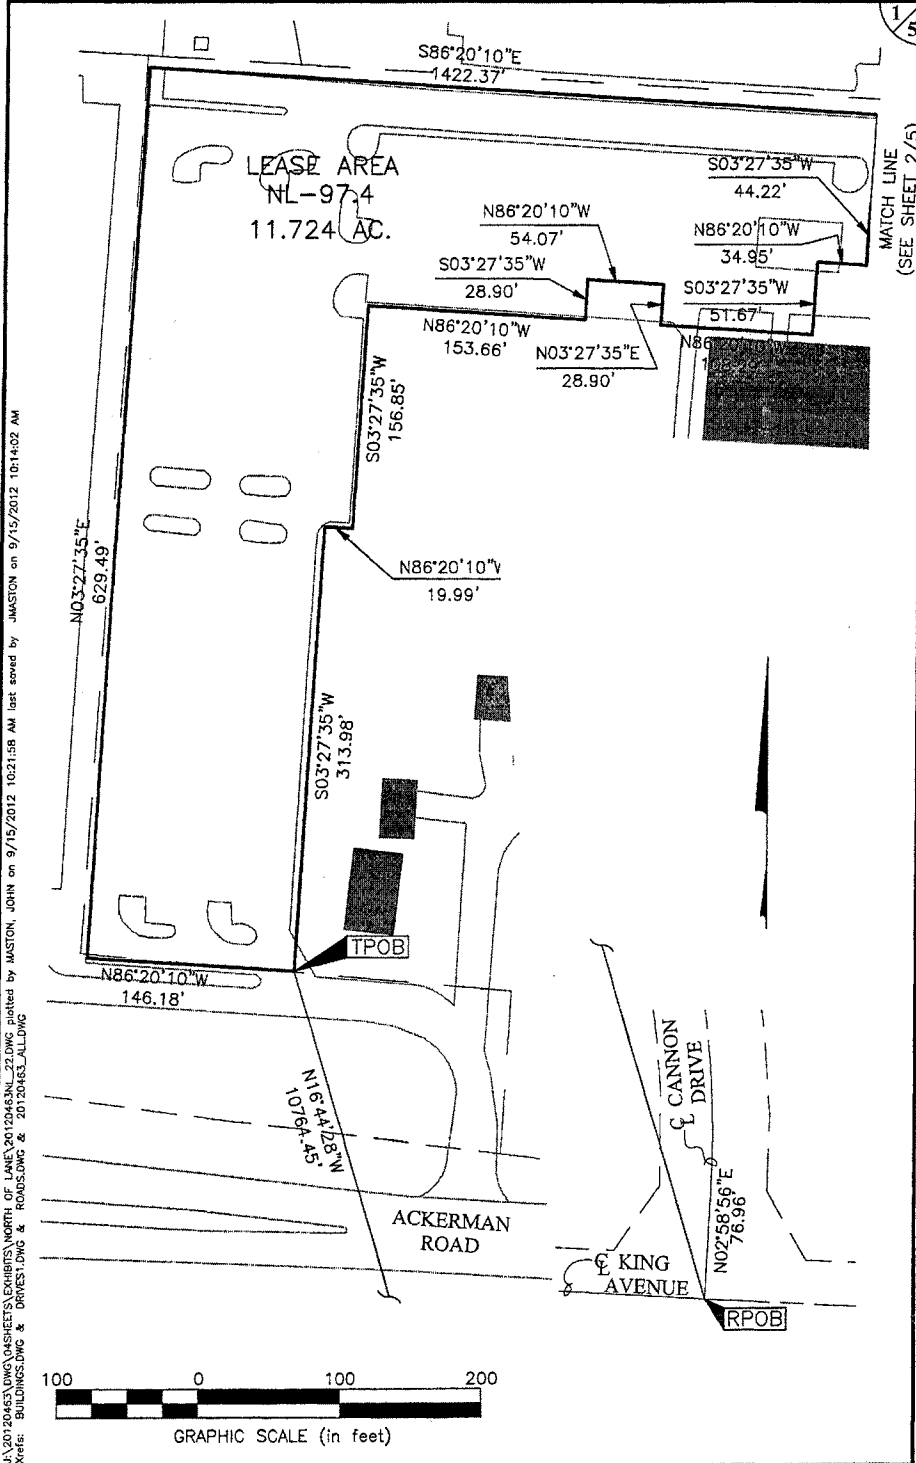 1/5
S86°20'10"E
1422.37'
LEASE AREA
NL-97.4
11.724 AC.
S03°27'35"W
44.22'
MATCH LINE
(SEE SHEET 2/5)
N86°20'10"W
54.07'
N86°20'10"W
34.95'
S03°27'35"W
28.90'
S03°27'35"W
51.67'
N86°20'10"W
153.66'
N03°27'35"E
28.90'
S03°27'35"W
156.85'
N03°27'35"E
629.49'
N86°20'10"
19.99'
S03°27'35"W
313.98'
TPOB
N86°20'10"W
146.18'
N16°44'28"W
10764.45'
℄ CANNON
DRIVE
N02°58'56"E
76.96'
ACKERMAN
ROAD
℄ KING
AVENUE
RPOB
100 0 100 200
GRAPHIC SCALE (in feet)
J:\20120463\DWG\04SHEETS\EXHIBITS\NORTH OF LANE\20120463NL_22.DWG plotted by MASTON, JOHN on 9/15/2012 10:21:58 AM last saved by JMASTON on 9/15/2012 10:14:02 AM
Xrefs: BUILDINGS.DWG & DRIVES1.DWG & ROADS.DWG & 20120463_ALL.DWG